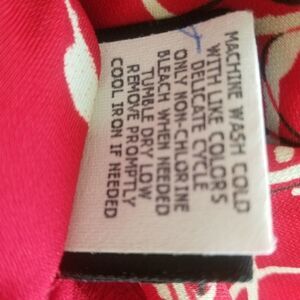 MACHINE WASH COLD
WITH LIKE COLORS
DELICATE CYCLE
ONLY NON-CHLORINE
BLEACH WHEN NEEDED
TUMBLE DRY LOW
REMOVE PROMPTLY
COOL IRON IF NEEDED